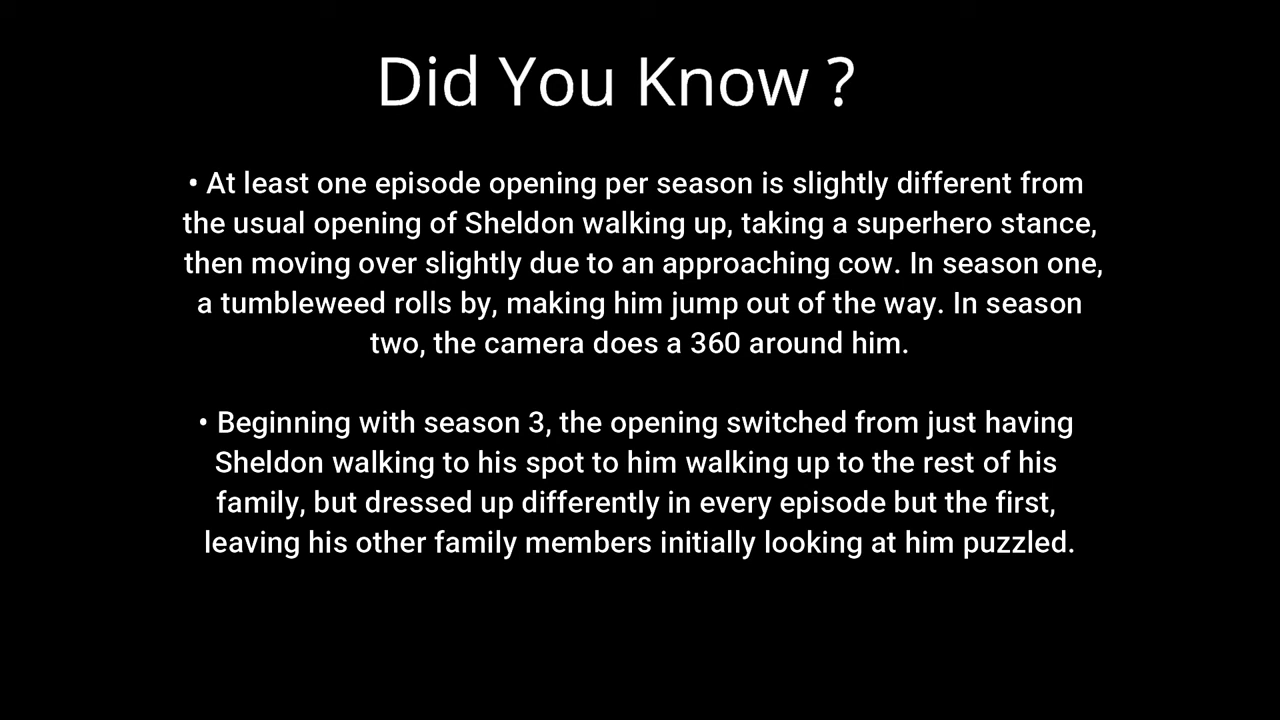 Did You Know ?
• At least one episode opening per season is slightly different from
the usual opening of Sheldon walking up, taking a superhero stance,
then moving over slightly due to an approaching cow. In season one,
a tumbleweed rolls by, making him jump out of the way. In season
two, the camera does a 360 around him.
• Beginning with season 3, the opening switched from just having
Sheldon walking to his spot to him walking up to the rest of his
family, but dressed up differently in every episode but the first,
leaving his other family members initially looking at him puzzled.